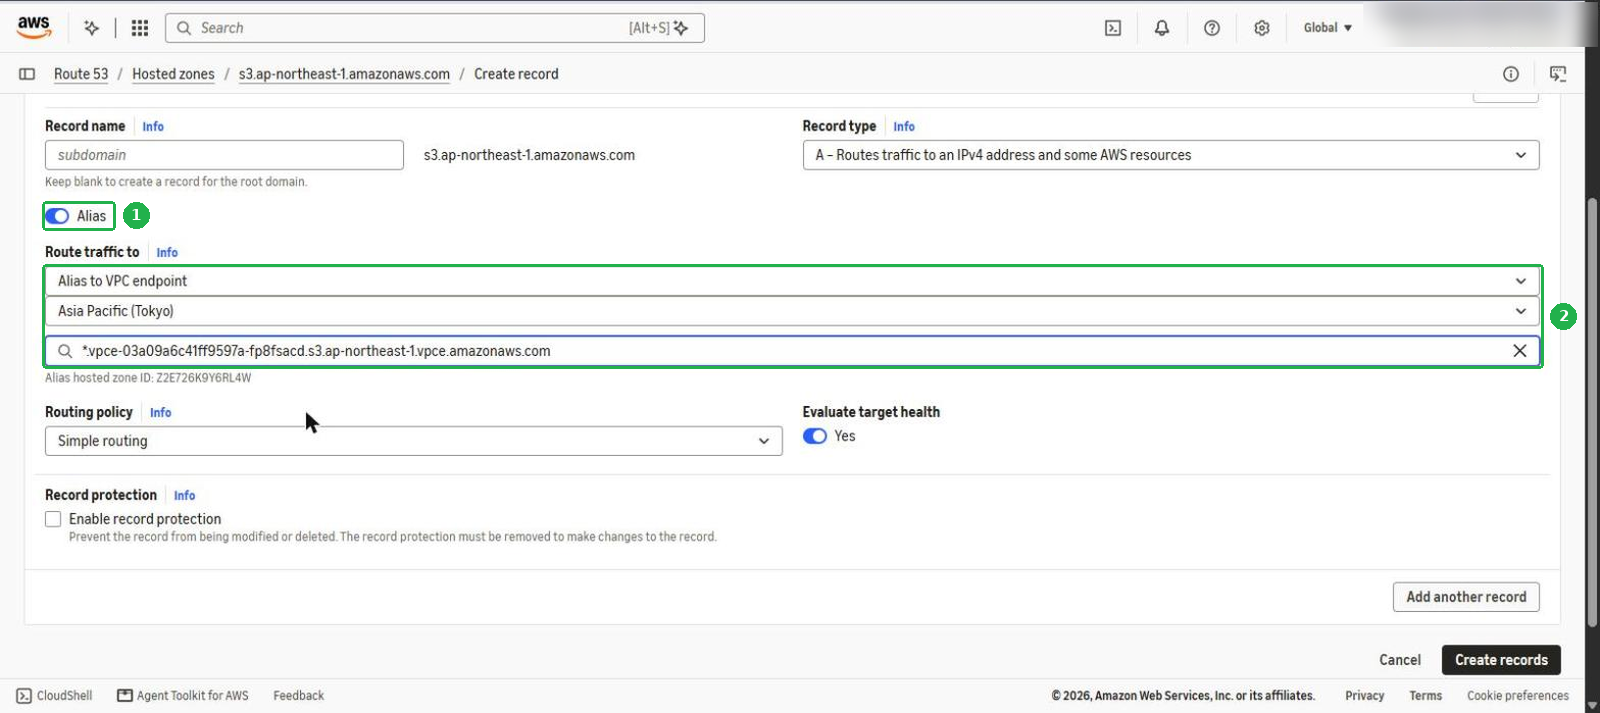 aws
Search [Alt+S]
Global
Route 53 / Hosted zones / s3.ap-northeast-1.amazonaws.com / Create record
Record name Info
Record type Info
subdomain
s3.ap-northeast-1.amazonaws.com
A – Routes traffic to an IPv4 address and some AWS resources
Keep blank to create a record for the root domain.
Alias 1
Route traffic to Info
Alias to VPC endpoint
Asia Pacific (Tokyo)
2
*.vpce-03a09a6c41ff9597a-fp8fsacd.s3.ap-northeast-1.vpce.amazonaws.com
Alias hosted zone ID: Z2E726K9Y6RL4W
Routing policy Info
Evaluate target health
Simple routing
Yes
Record protection Info
Enable record protection
Prevent the record from being modified or deleted. The record protection must be removed to make changes to the record.
Add another record
Cancel
Create records
CloudShell Agent Toolkit for AWS Feedback
© 2026, Amazon Web Services, Inc. or its affiliates. Privacy Terms Cookie preferences